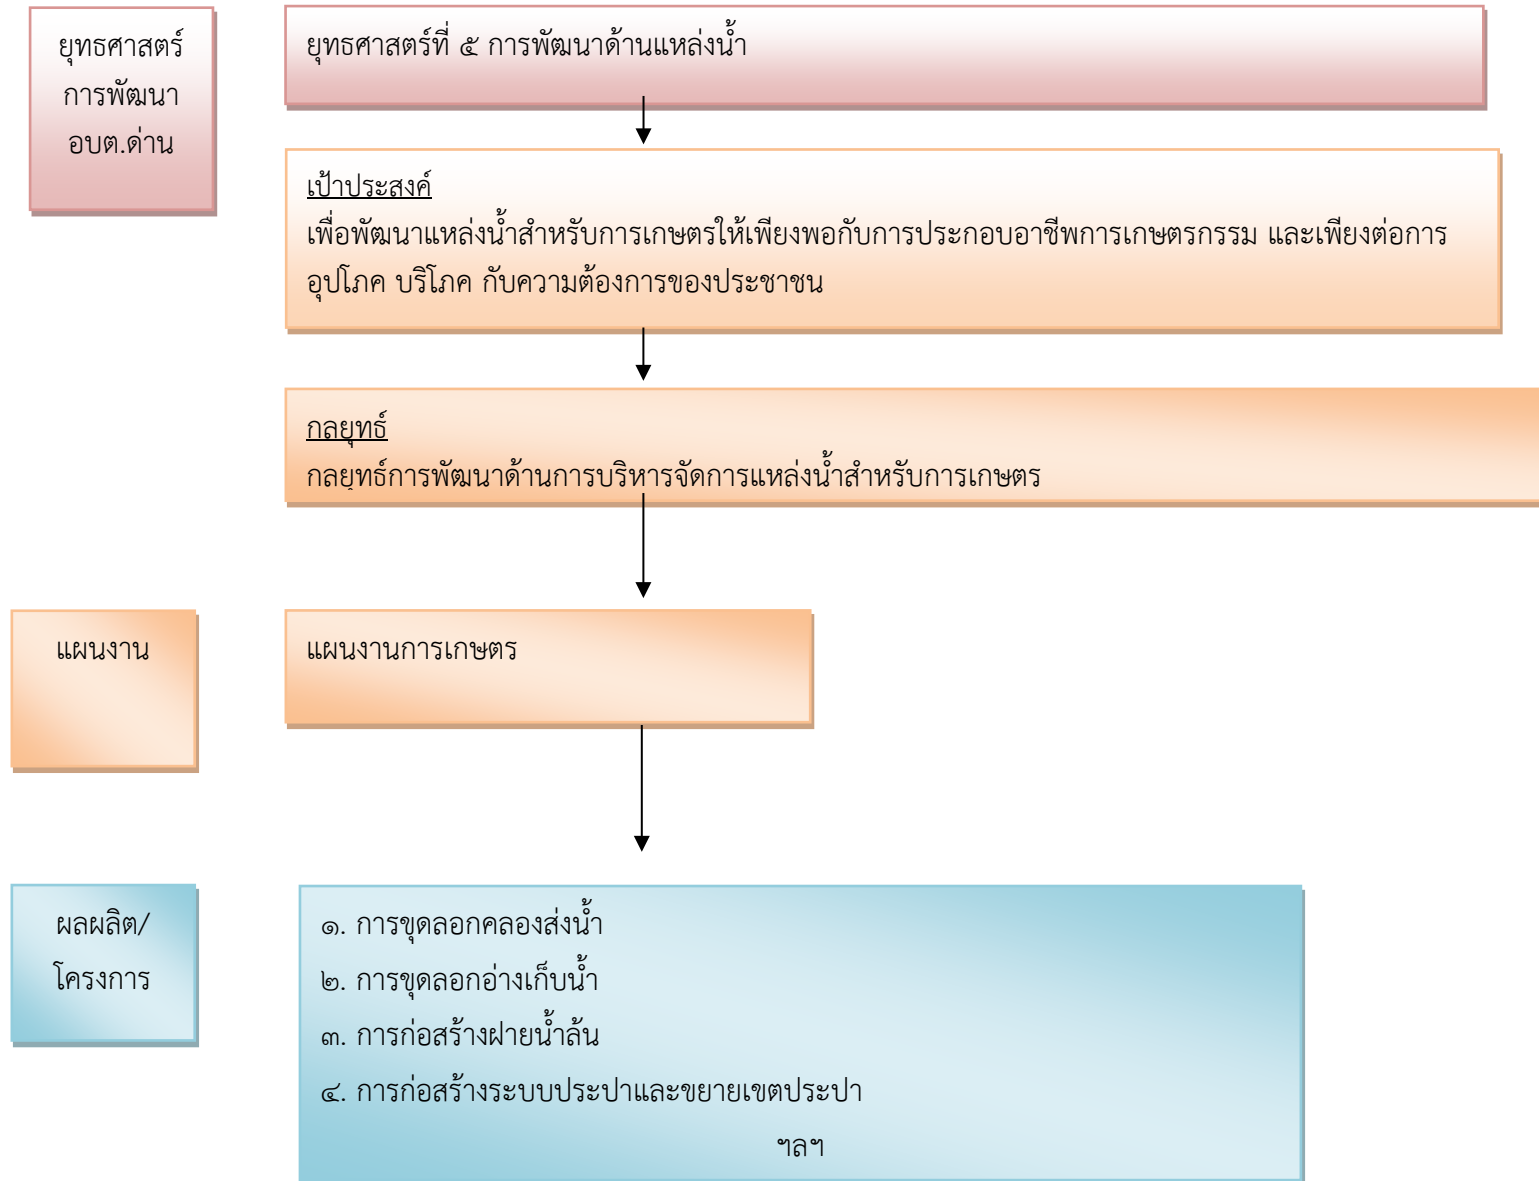 ยุทธศาสตร์
การพัฒนา
อบต.ด่าน
ยุทธศาสตร์ที่ ๕ การพัฒนาด้านแหล่งน้ำ
เป้าประสงค์
เพื่อพัฒนาแหล่งน้ำสำหรับการเกษตรให้เพียงพอกับการประกอบอาชีพการเกษตรกรรม และเพียงต่อการ
อุปโภค บริโภค กับความต้องการของประชาชน
กลยุทธ์
กลยุทธ์การพัฒนาด้านการบริหารจัดการแหล่งน้ำสำหรับการเกษตร
แผนงาน
แผนงานการเกษตร
ผลผลิต/
โครงการ
๑. การขุดลอกคลองส่งน้ำ
๒. การขุดลอกอ่างเก็บน้ำ
๓. การก่อสร้างฝายน้ำล้น
๔. การก่อสร้างระบบประปาและขยายเขตประปา
ฯลฯ